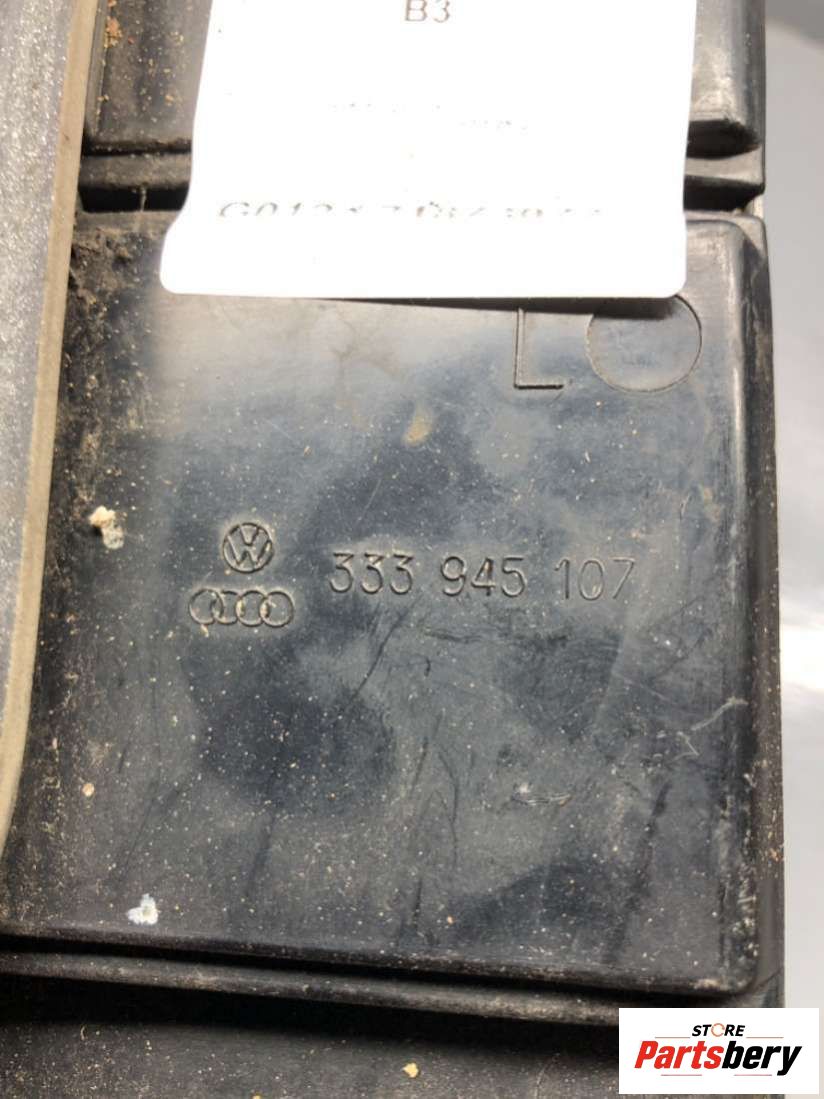 B3
L
333 945 107
STORE
Partsbery